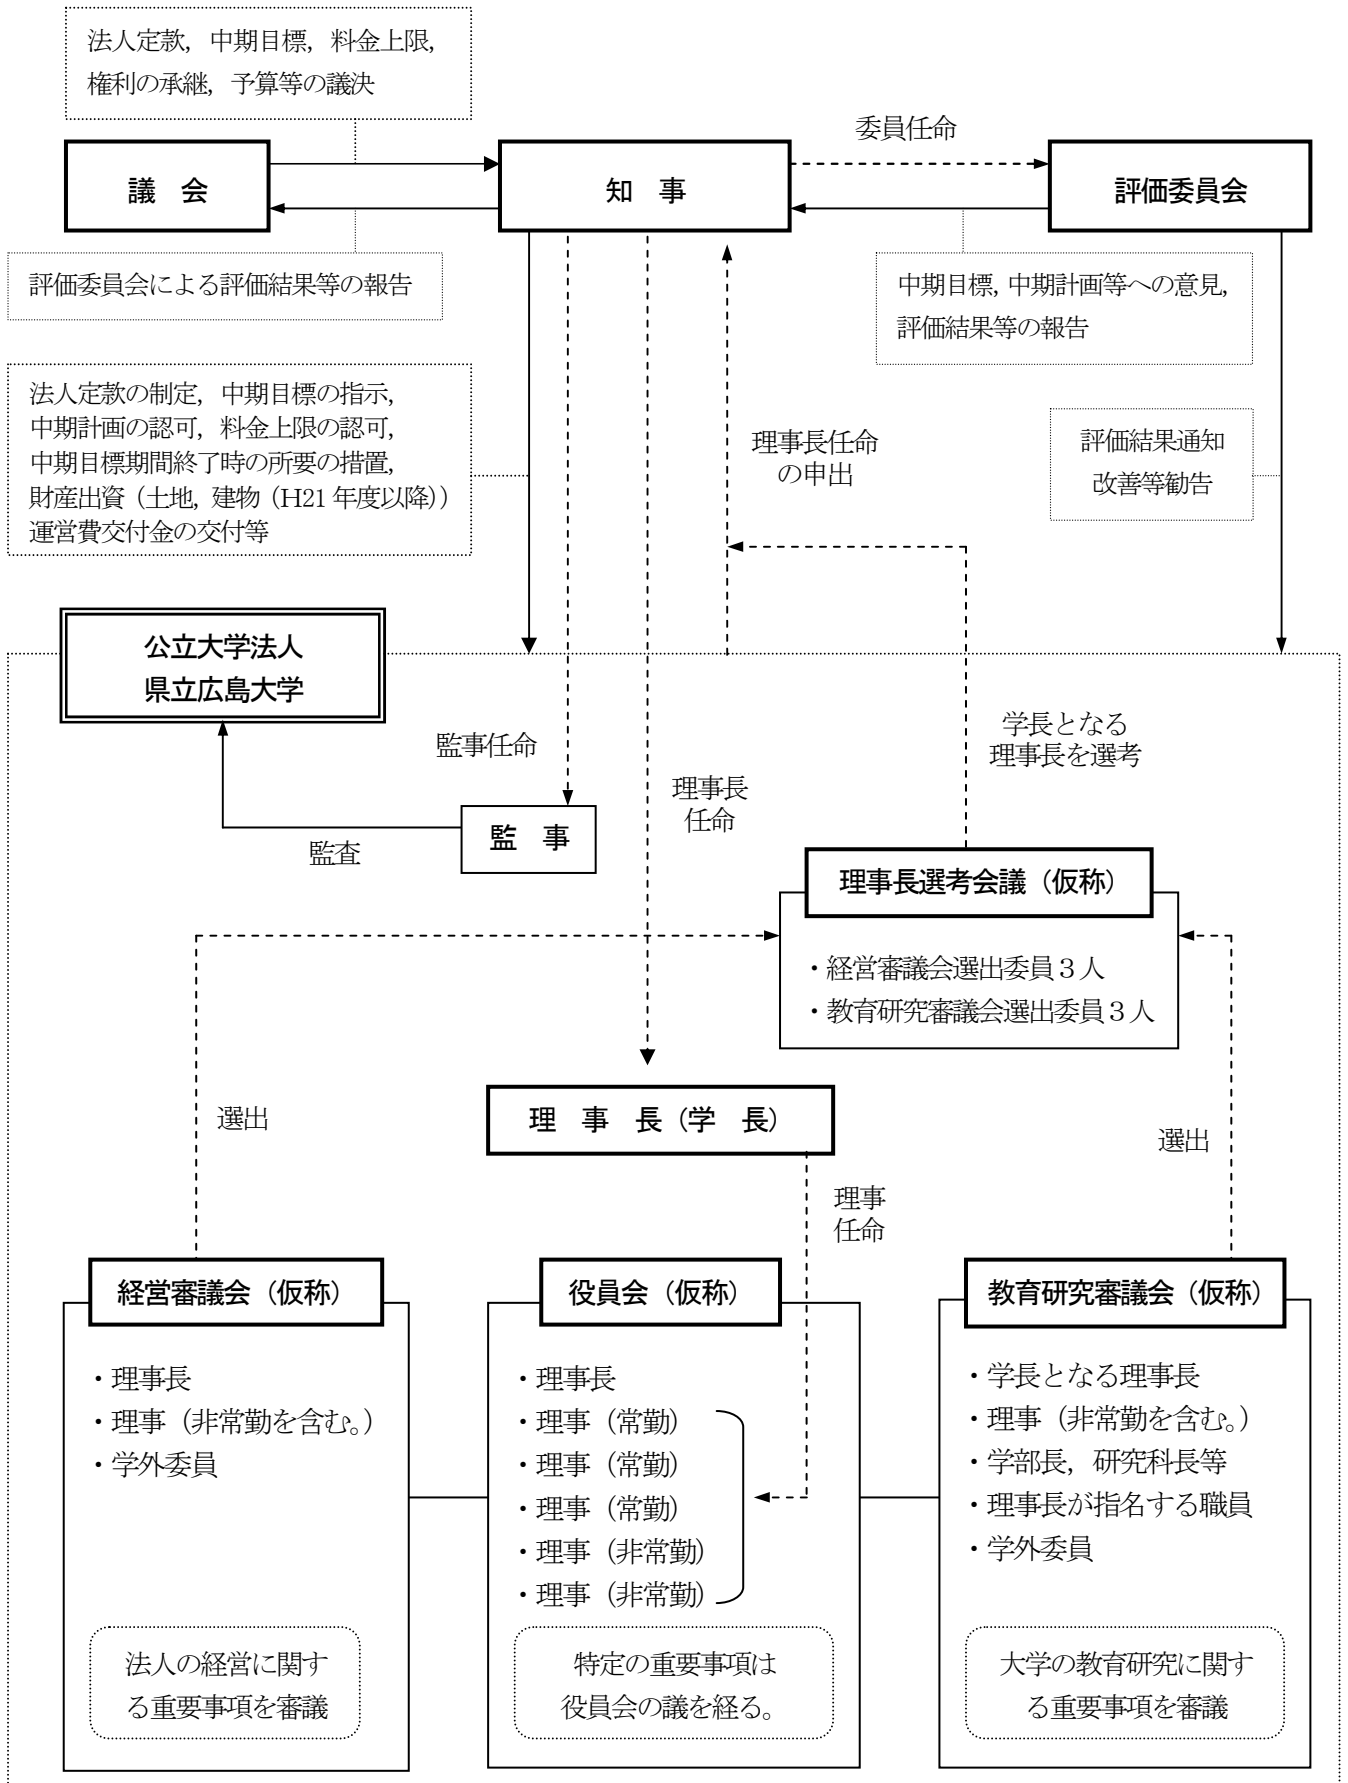 法人定款，中期目標，料金上限，
権利の承継，予算等の議決
委員任命
議　会
知　事
評価委員会
評価委員会による評価結果等の報告
中期目標，中期計画等への意見，
評価結果等の報告
法人定款の制定，中期目標の指示，
中期計画の認可，料金上限の認可，
中期目標期間終了時の所要の措置，
財産出資（土地，建物（H21 年度以降））
運営費交付金の交付等
理事長任命
の申出
評価結果通知
改善等勧告
公立大学法人
県立広島大学
監事任命
学長となる
理事長を選考
理事長
任命
監　事
監査
理事長選考会議（仮称）
・経営審議会選出委員３人
・教育研究審議会選出委員３人
選出
理　事　長（学　長）
選出
理事
任命
経営審議会（仮称）
・理事長
・理事（非常勤を含む。）
・学外委員
法人の経営に関す
る重要事項を審議
役員会（仮称）
・理事長
・理事（常勤）
・理事（常勤）
・理事（常勤）
・理事（非常勤）
・理事（非常勤）
特定の重要事項は
役員会の議を経る。
教育研究審議会（仮称）
・学長となる理事長
・理事（非常勤を含む。）
・学部長，研究科長等
・理事長が指名する職員
・学外委員
大学の教育研究に関す
る重要事項を審議